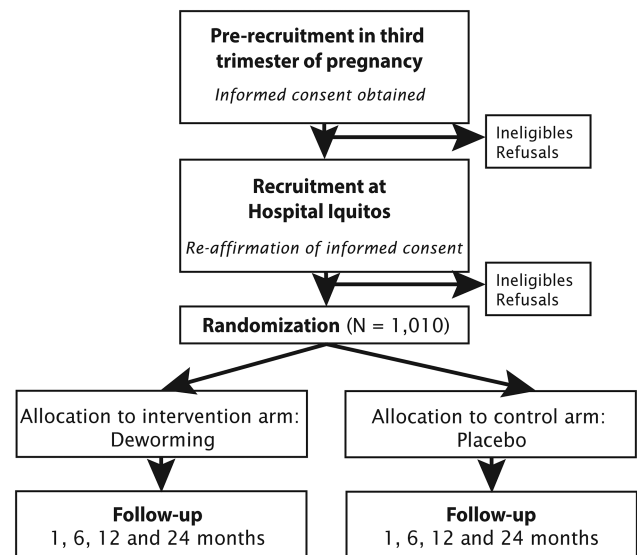 Pre-recruitment in third
trimester of pregnancy
Informed consent obtained
Ineligibles
Refusals
Recruitment at
Hospital Iquitos
Re-affirmation of informed consent
Ineligibles
Refusals
Randomization (N = 1,010)
Allocation to intervention arm:
Deworming
Allocation to control arm:
Placebo
Follow-up
1, 6, 12 and 24 months
Follow-up
1, 6, 12 and 24 months